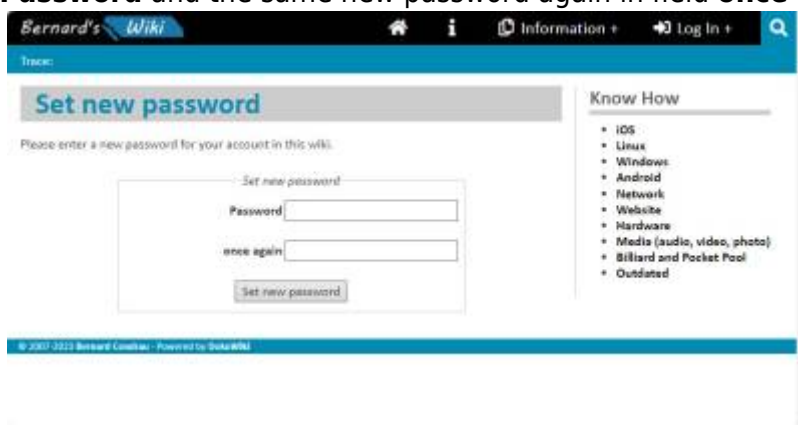 Password and the same new password again in field once
Bernard's Wiki
Information +
Log In +
Trace:
Set new password
Please enter a new password for your account in this wiki.
Set new password
Password
once again
Set new password
Know How
iOS
Linux
Windows
Android
Network
Website
Hardware
Media (audio, video, photo)
Billiard and Pocket Pool
Outdated
Bernard Condrau - Powered by DokuWiki